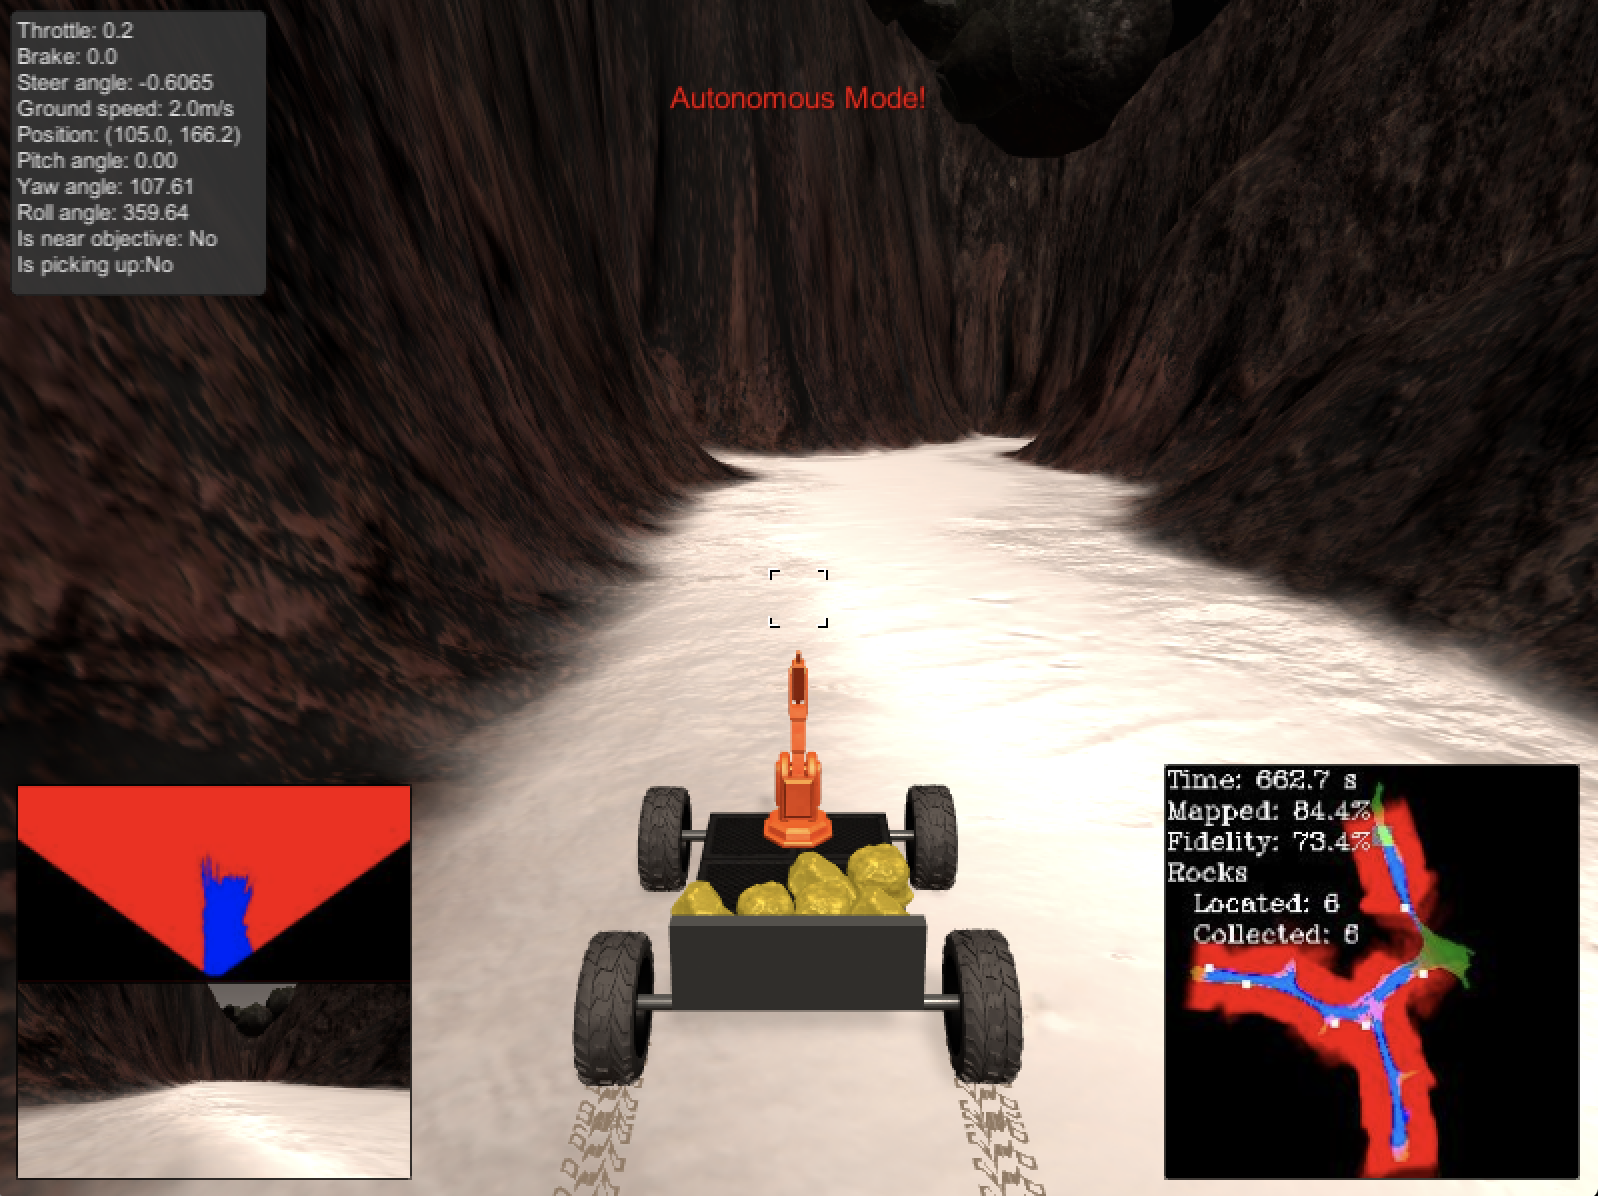 Throttle: 0.2
Brake: 0.0
Steer angle: -0.6065
Ground speed: 2.0m/s
Position: (105.0, 166.2)
Pitch angle: 0.00
Yaw angle: 107.61
Roll angle: 359.64
Is near objective: No
Is picking up:No
Autonomous Mode!
Time: 662.7 s
Mapped: 84.4%
Fidelity: 73.4%
Rocks
Located: 6
Collected: 6